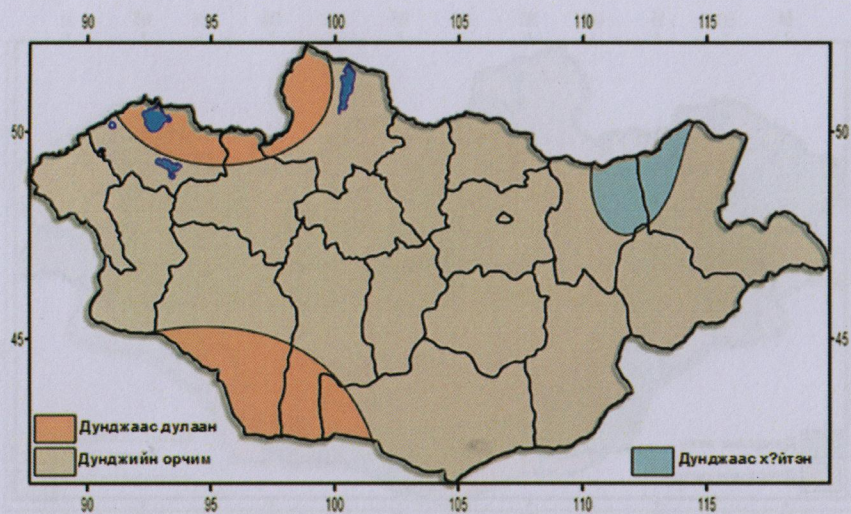 90 95 100 105 110 115
50 50
45 45
Дунджаас дулаан
Дунджийн орчим
Дунджаас х?йтэн
90 95 100 105 110 115